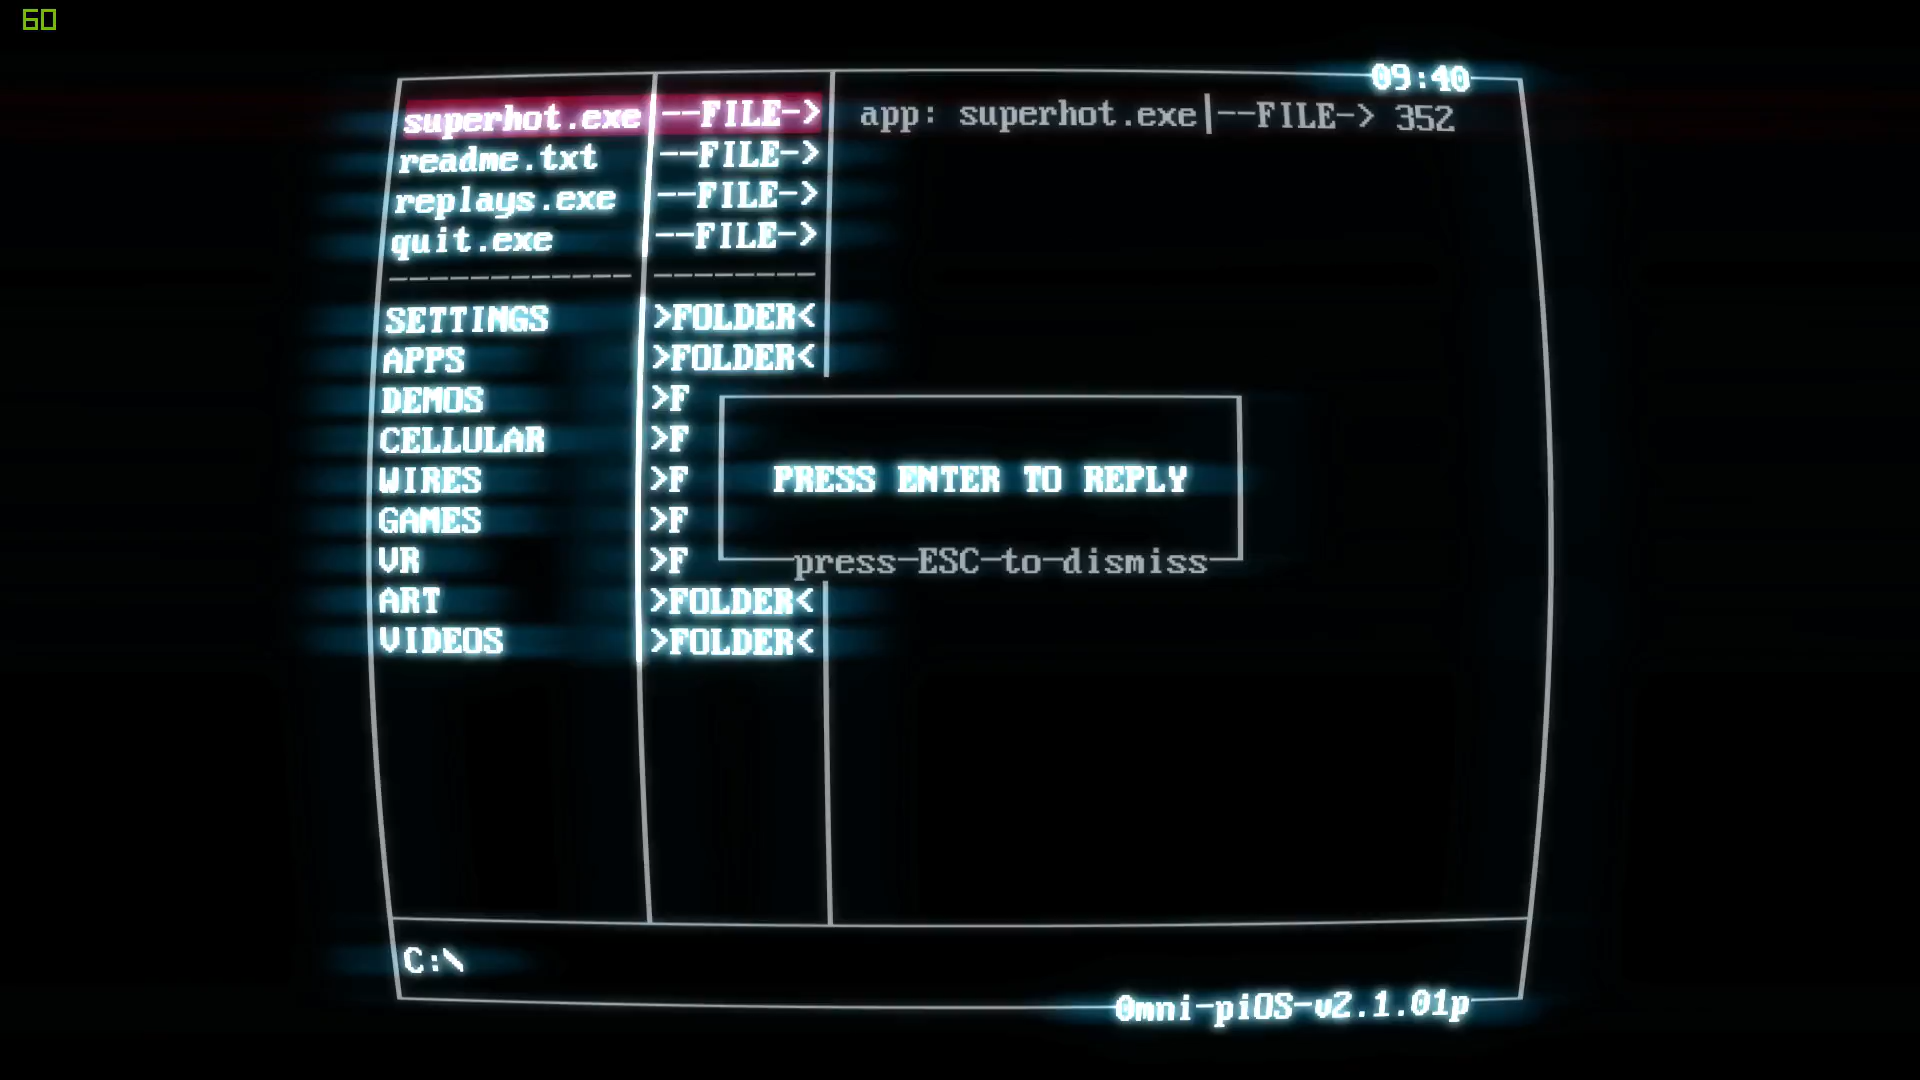 60
09:40
superhot.exe|--FILE-> app: superhot.exe|--FILE-> 352
readme.txt --FILE->
replays.exe --FILE->
quit.exe --FILE->
SETTINGS >FOLDER<
APPS >FOLDER<
DEMOS >F
CELLULAR >F
WIRES >F
GAMES >F
VR >F
ART >FOLDER<
VIDEOS >FOLDER<
PRESS ENTER TO REPLY
press-ESC-to-dismiss
C:\
0mni-piOS-v2.1.01p